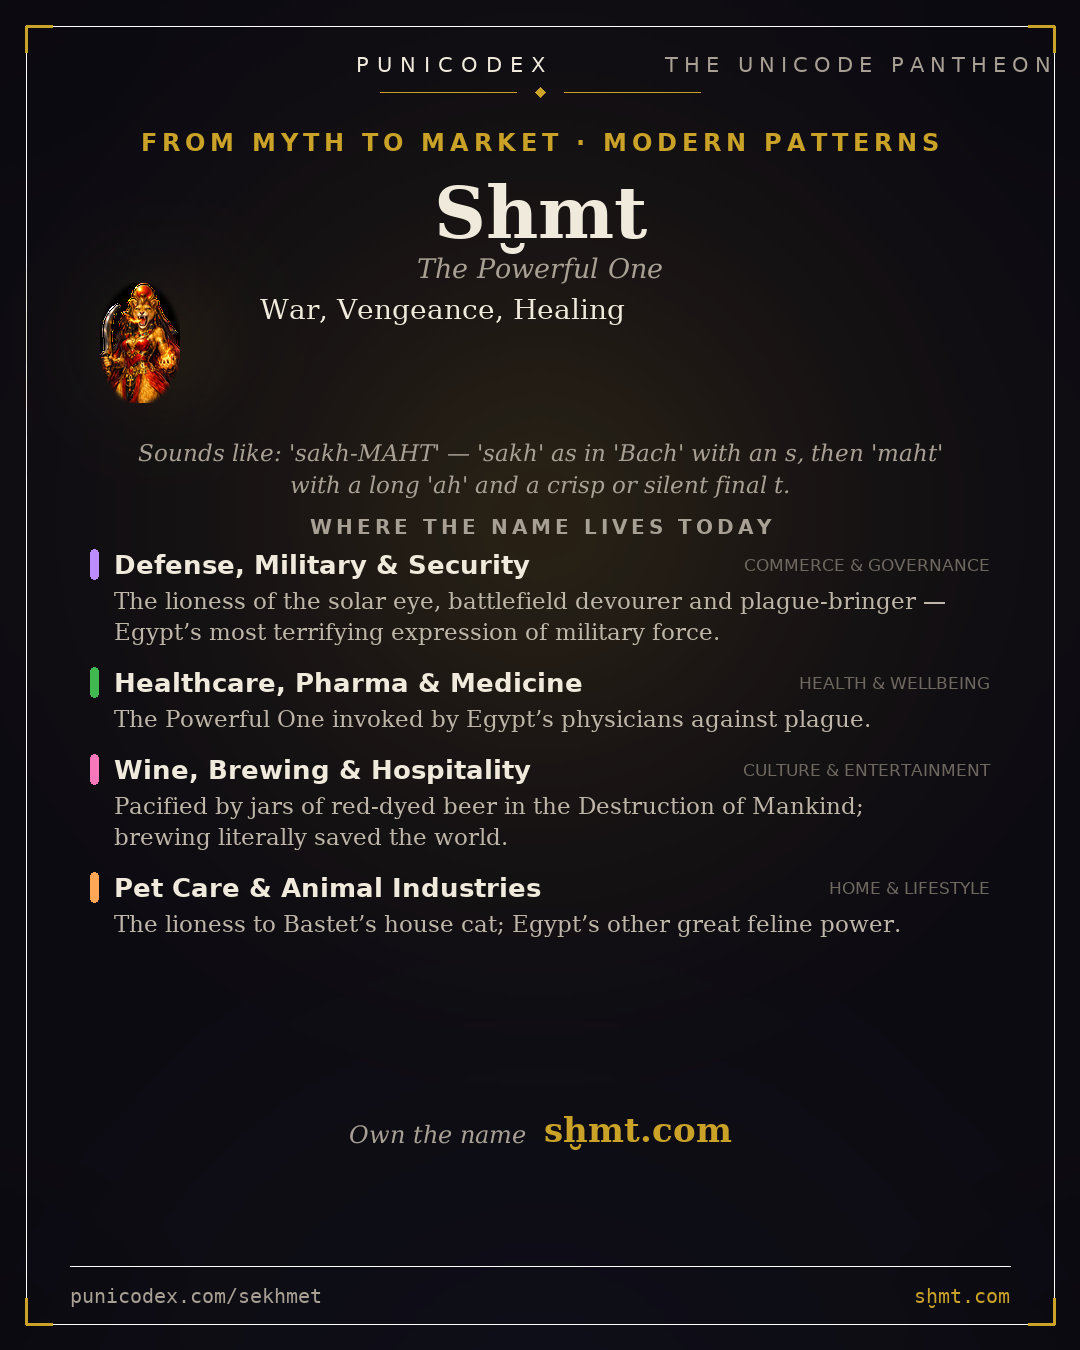 PUNICODEX THE UNICODE PANTHEON
FROM MYTH TO MARKET · MODERN PATTERNS
Sḫmt
The Powerful One
War, Vengeance, Healing
Sounds like: 'sakh-MAHT' — 'sakh' as in 'Bach' with an s, then 'maht'
with a long 'ah' and a crisp or silent final t.
WHERE THE NAME LIVES TODAY
Defense, Military & Security COMMERCE & GOVERNANCE
The lioness of the solar eye, battlefield devourer and plague-bringer —
Egypt’s most terrifying expression of military force.
Healthcare, Pharma & Medicine HEALTH & WELLBEING
The Powerful One invoked by Egypt’s physicians against plague.
Wine, Brewing & Hospitality CULTURE & ENTERTAINMENT
Pacified by jars of red-dyed beer in the Destruction of Mankind;
brewing literally saved the world.
Pet Care & Animal Industries HOME & LIFESTYLE
The lioness to Bastet’s house cat; Egypt’s other great feline power.
Own the name sḫmt.com
punicodex.com/sekhmet sḫmt.com